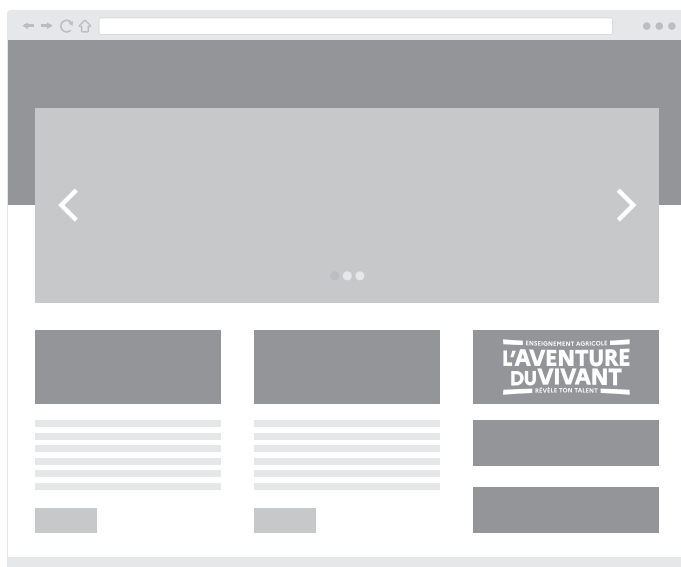 ENSEIGNEMENT AGRICOLE
L'AVENTURE
DU VIVANT
RÉVÈLE TON TALENT